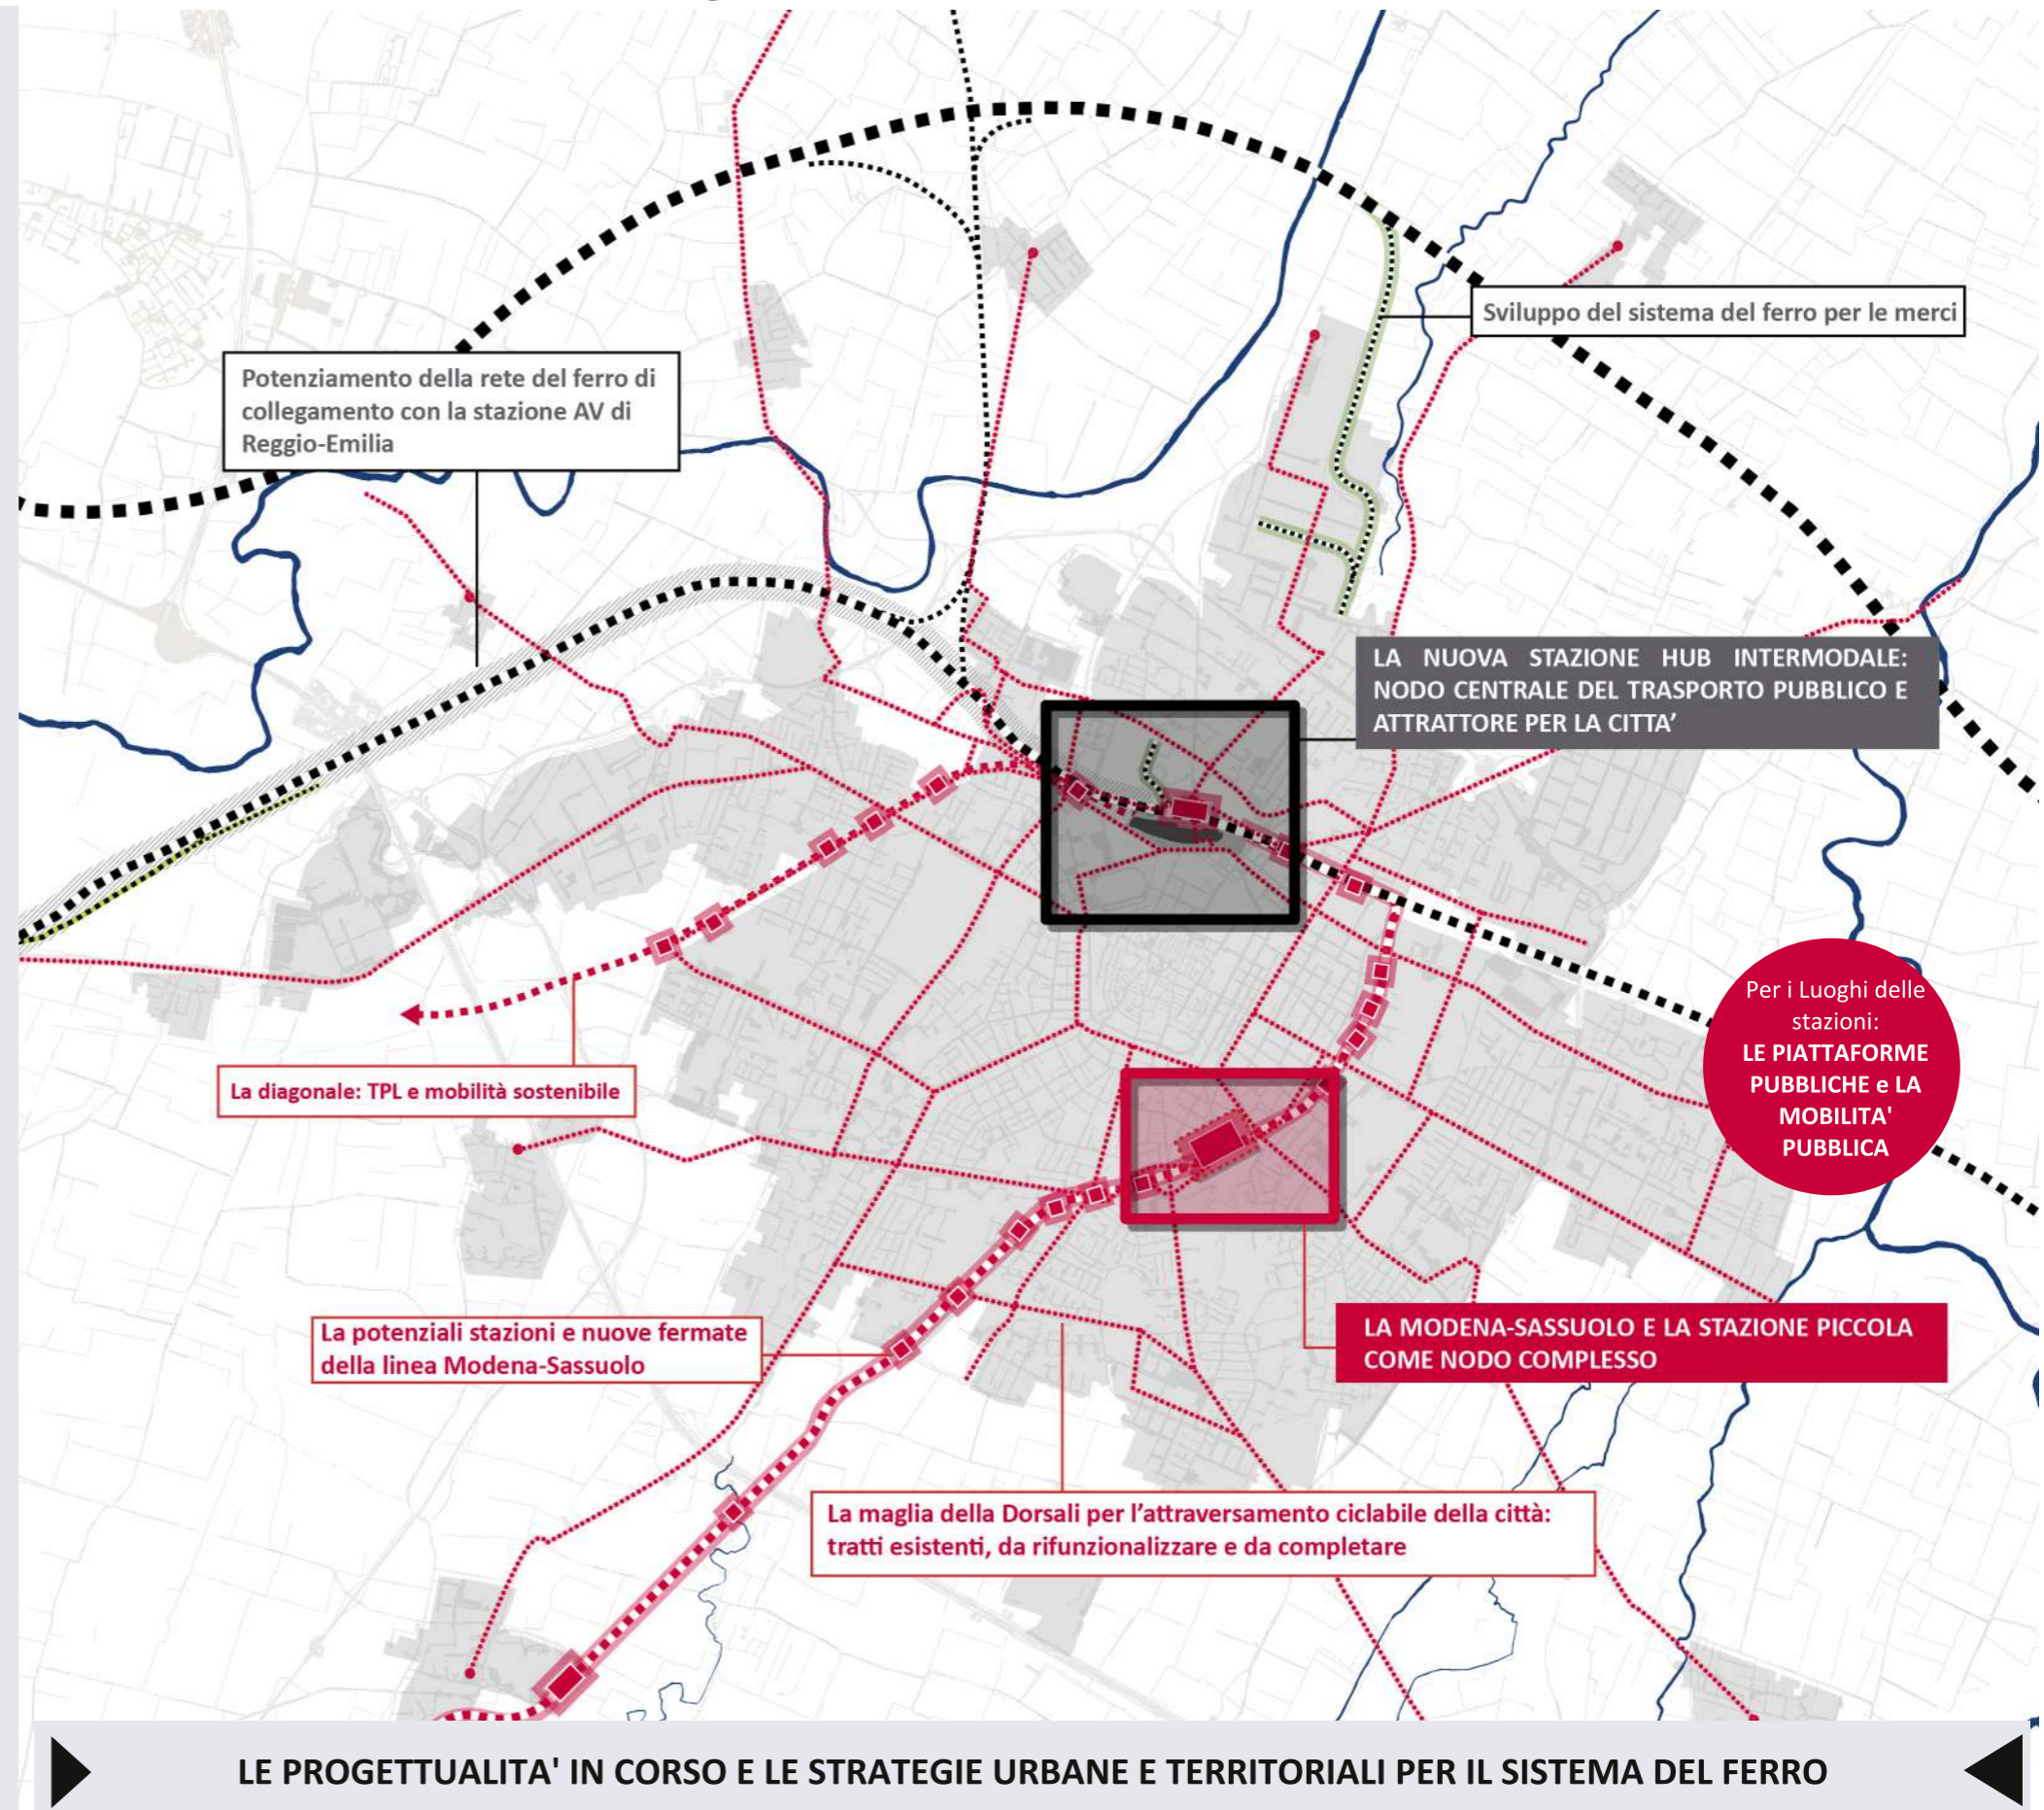 Sviluppo del sistema del ferro per le merci
Potenziamento della rete del ferro di
collegamento con la stazione AV di
Reggio-Emilia
LA NUOVA STAZIONE HUB INTERMODALE:
NODO CENTRALE DEL TRASPORTO PUBBLICO E
ATTRATTORE PER LA CITTA’
Per i Luoghi delle
stazioni:
LE PIATTAFORME
PUBBLICHE e LA
MOBILITA'
PUBBLICA
La diagonale: TPL e mobilità sostenibile
La potenziali stazioni e nuove fermate
della linea Modena-Sassuolo
LA MODENA-SASSUOLO E LA STAZIONE PICCOLA
COME NODO COMPLESSO
La maglia della Dorsali per l’attraversamento ciclabile della città:
tratti esistenti, da rifunzionalizzare e da completare
LE PROGETTUALITA' IN CORSO E LE STRATEGIE URBANE E TERRITORIALI PER IL SISTEMA DEL FERRO